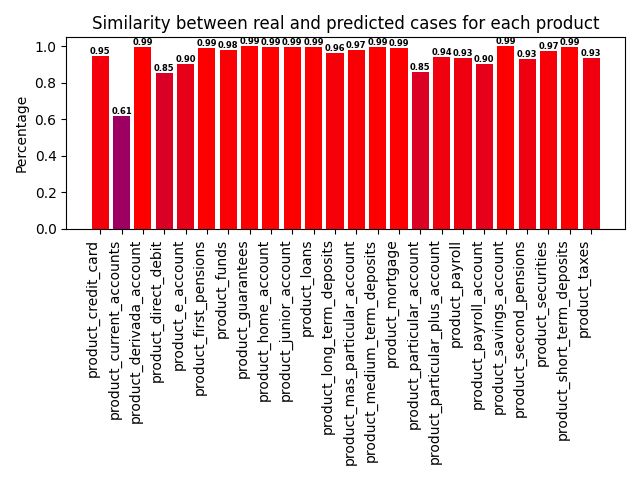 Similarity between real and predicted cases for each product
Percentage
1.0
0.8
0.6
0.4
0.2
0.0
0.95
0.61
0.99
0.85
0.90
0.99
0.98
0.99
0.99
0.99
0.99
0.96
0.97
0.99
0.99
0.85
0.94
0.93
0.90
0.99
0.93
0.97
0.99
0.93
product_credit_card
product_current_accounts
product_derivada_account
product_direct_debit
product_e_account
product_first_pensions
product_funds
product_guarantees
product_home_account
product_junior_account
product_loans
product_long_term_deposits
product_mas_particular_account
product_medium_term_deposits
product_mortgage
product_particular_account
product_particular_plus_account
product_payroll
product_payroll_account
product_savings_account
product_second_pensions
product_securities
product_short_term_deposits
product_taxes